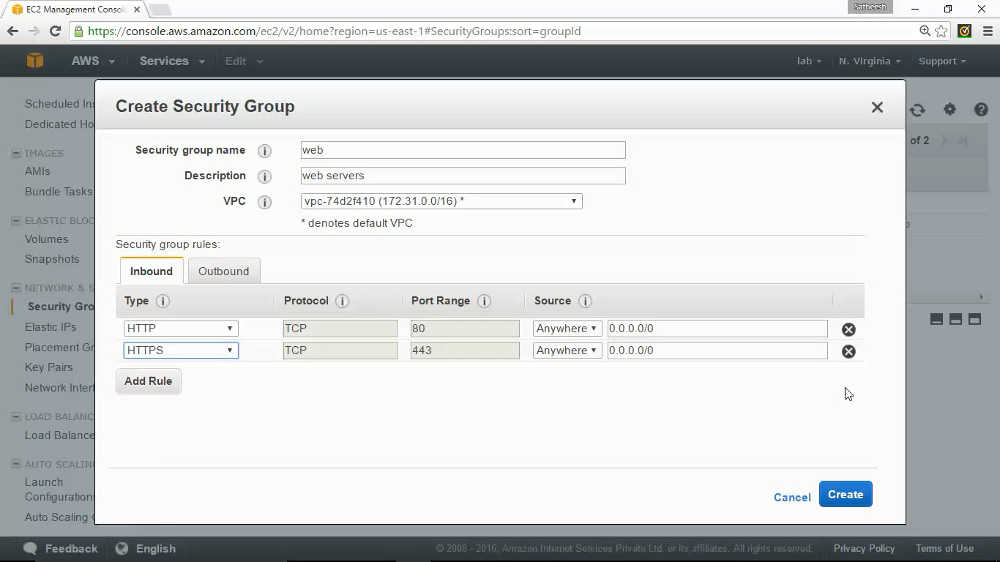 EC2 Management Conso
Satheesh
https://console.aws.amazon.com/ec2/v2/home?region=us-east-1#SecurityGroups:sort=groupId
AWS Services Edit lab N. Virginia Support
Scheduled Ins
Dedicated Ho
IMAGES
AMIs
Bundle Tasks
ELASTIC BLOC
Volumes
Snapshots
NETWORK & S
Security Gro
Elastic IPs
Placement Gr
Key Pairs
Network Interf
LOAD BALANC
Load Balance
AUTO SCALING
Launch
Configurations
Auto Scaling
of 2
Create Security Group
Security group name web
Description web servers
VPC vpc-74d2f410 (172.31.0.0/16) *
* denotes default VPC
Security group rules:
Inbound Outbound
Type Protocol Port Range Source
HTTP TCP 80 Anywhere 0.0.0.0/0
HTTPS TCP 443 Anywhere 0.0.0.0/0
Add Rule
Cancel Create
Feedback English © 2008 - 2016, Amazon Internet Services Private Ltd. or its affiliates. All rights reserved. Privacy Policy Terms of Use